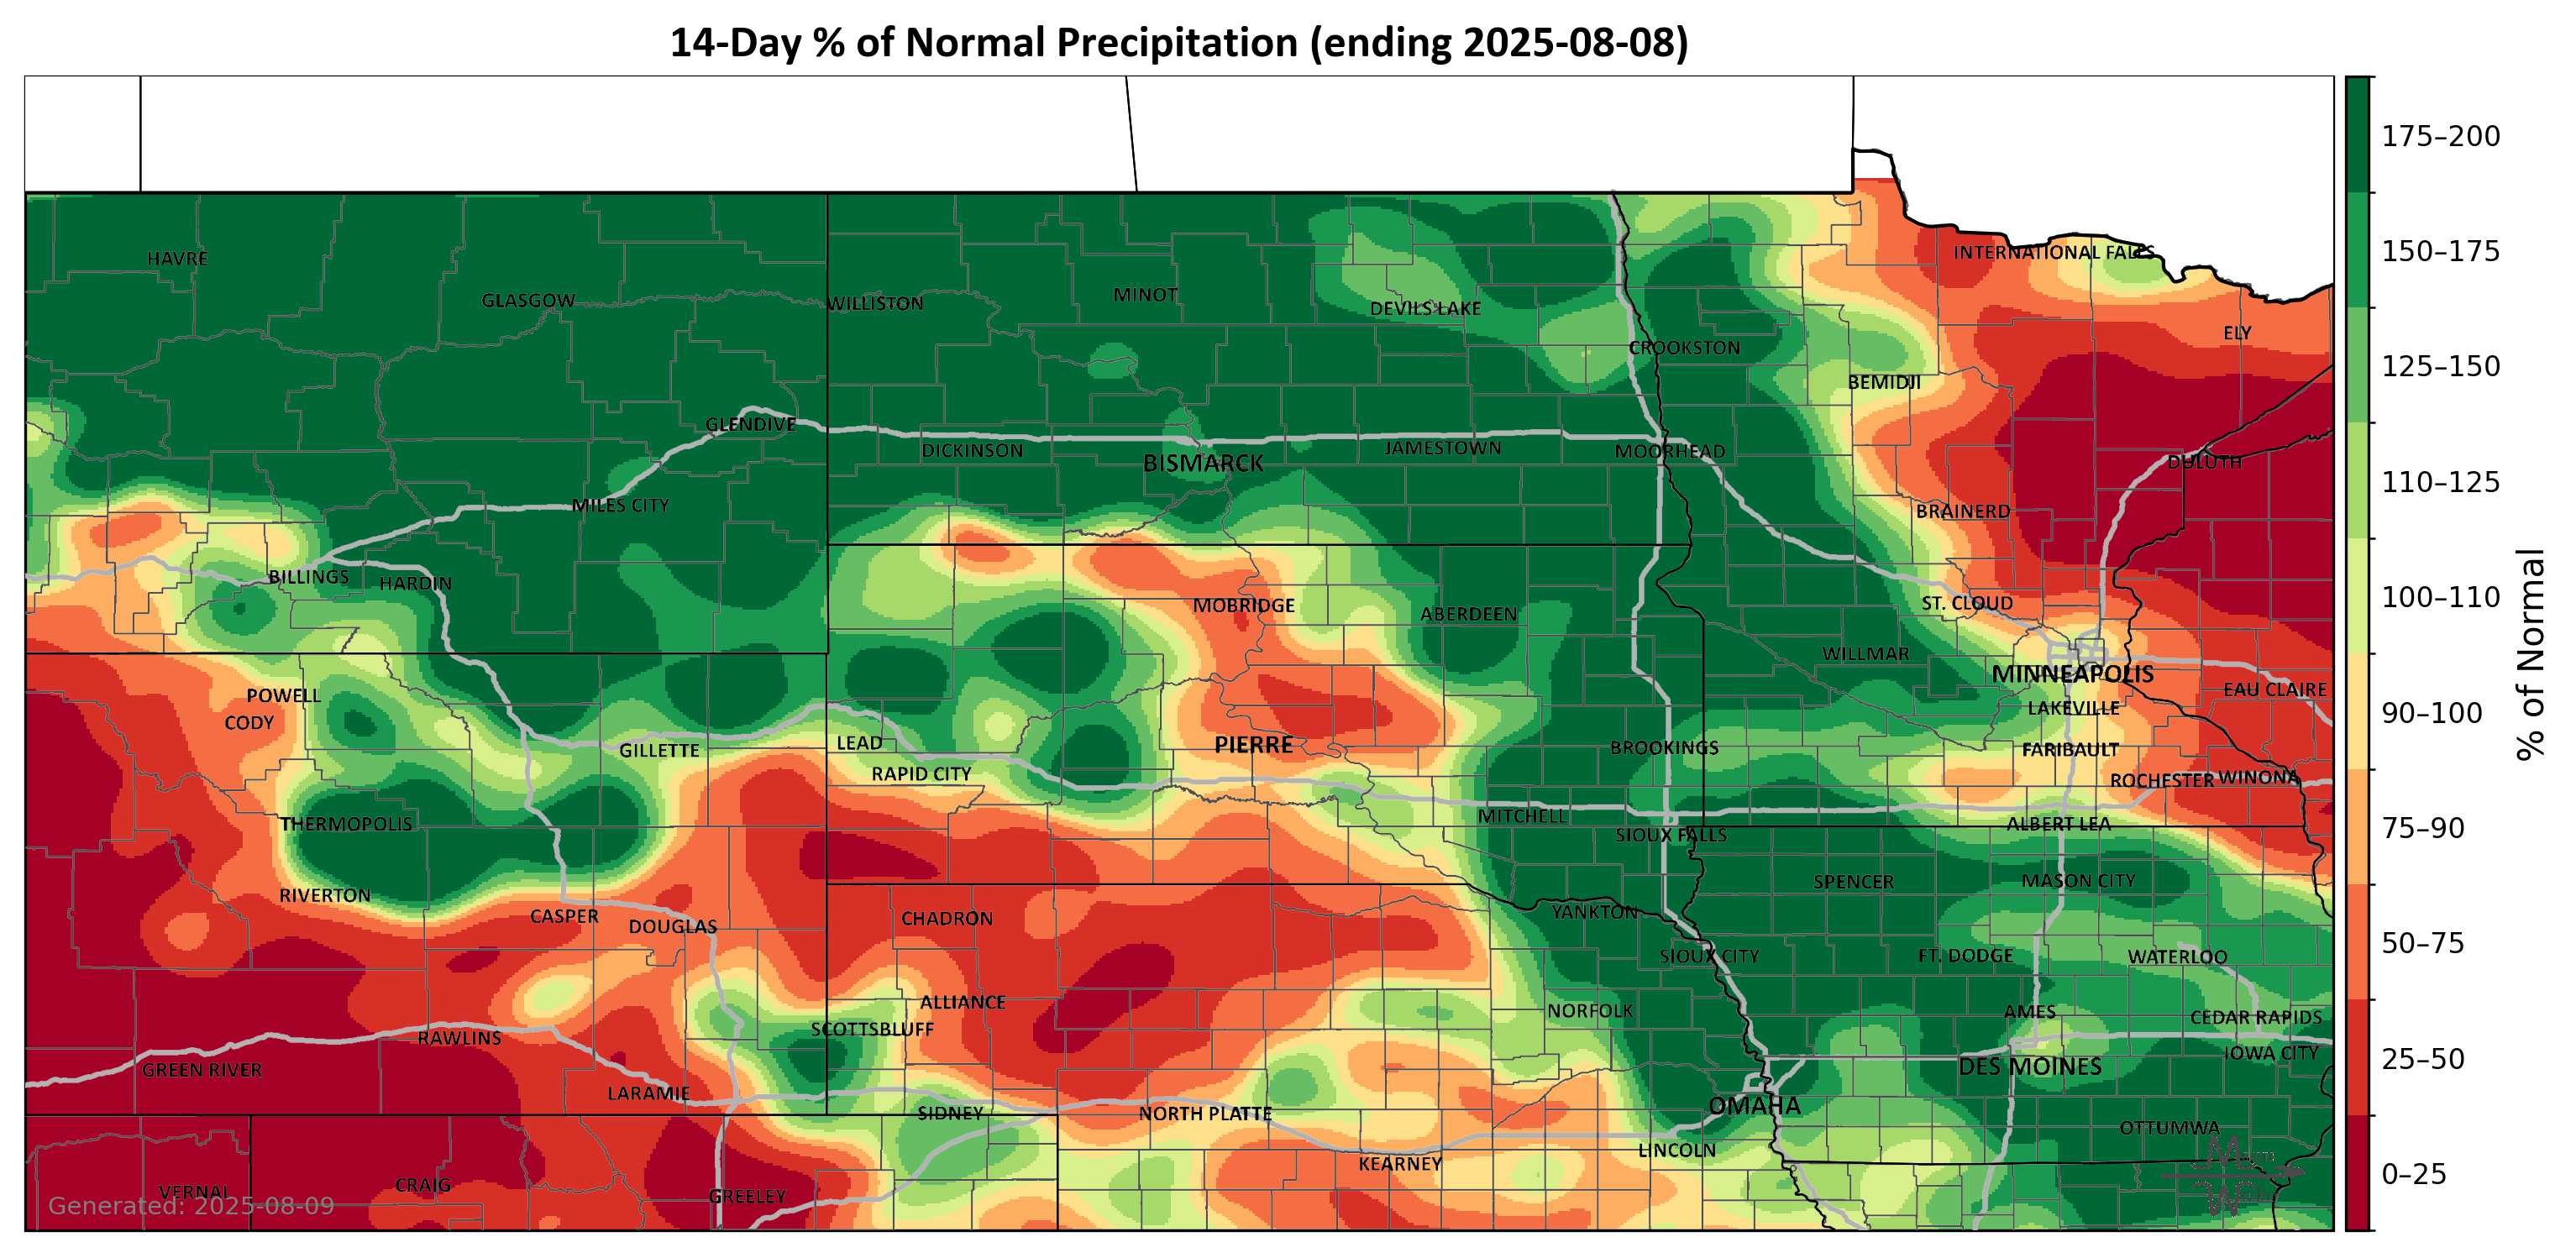 14-Day % of Normal Precipitation (ending 2025-08-08)
175–200
HAVRE
INTERNATIONAL FALLS
150–175
GLASGOW
WILLISTON
MINOT
DEVILS LAKE
ELY
CROOKSTON
125–150
BEMIDJI
GLENDIVE
DICKINSON
BISMARCK
JAMESTOWN
MOORHEAD
DULUTH
110–125
MILES CITY
BRAINERD
BILLINGS
HARDIN
MOBRIDGE
ABERDEEN
ST. CLOUD
100–110
WILLMAR
MINNEAPOLIS
% of Normal
POWELL
EAU CLAIRE
CODY
LAKEVILLE
90–100
GILLETTE
LEAD
PIERRE
BROOKINGS
FARIBAULT
RAPID CITY
ROCHESTER
WINONA
THERMOPOLIS
MITCHELL
ALBERT LEA
75–90
SIOUX FALLS
RIVERTON
SPENCER
MASON CITY
CASPER
CHADRON
YANKTON
DOUGLAS
50–75
SIOUX CITY
FT. DODGE
WATERLOO
ALLIANCE
NORFOLK
AMES
SCOTTSBLUFF
CEDAR RAPIDS
RAWLINS
IOWA CITY
GREEN RIVER
DES MOINES
25–50
LARAMIE
SIDNEY
NORTH PLATTE
OMAHA
OTTUMWA
LINCOLN
KEARNEY
VERNAL
CRAIG
GREELEY
0–25
Generated: 2025-08-09